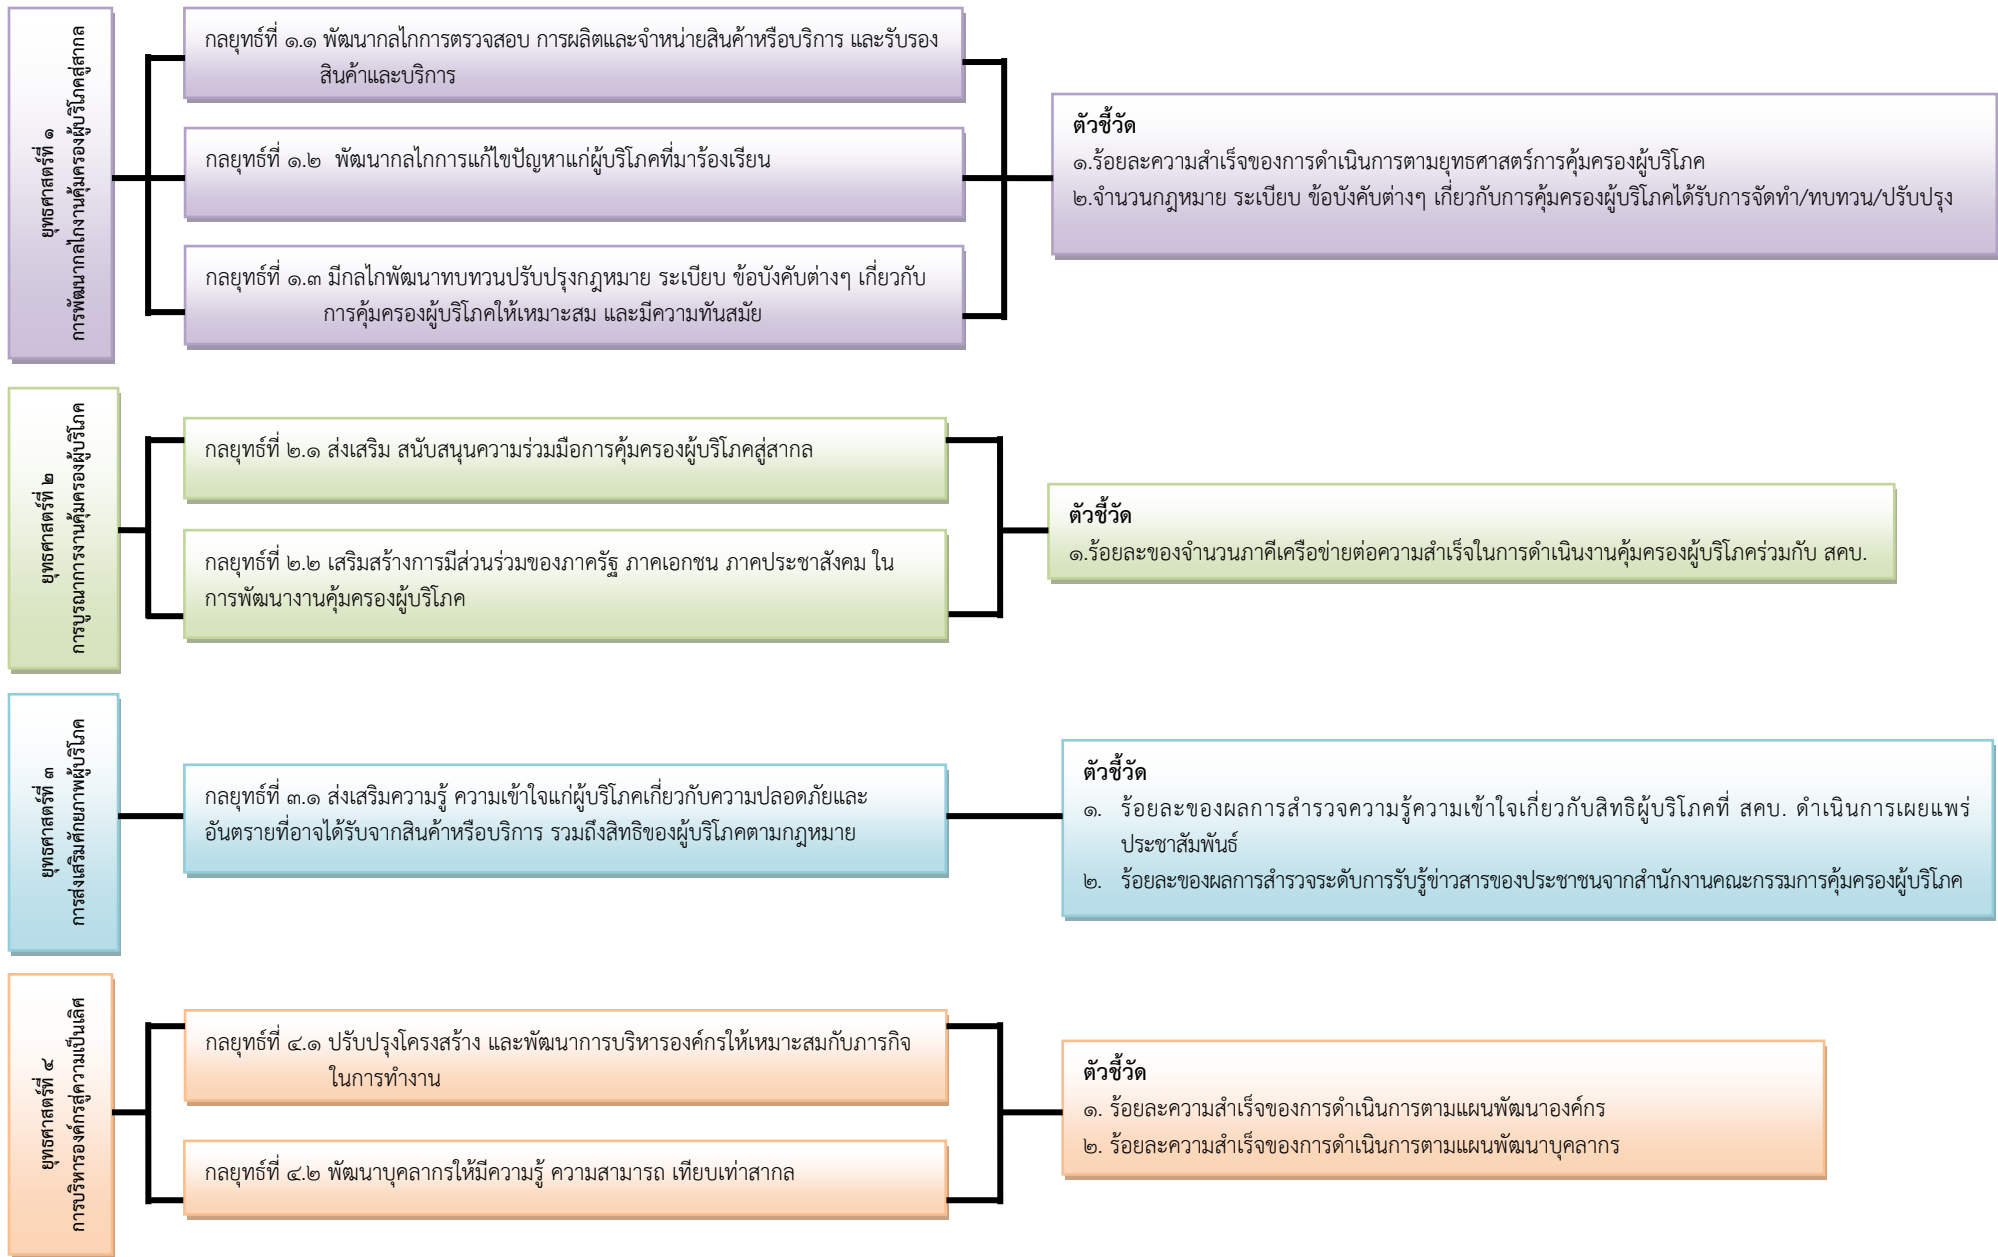 ยุทธศาสตร์ที่ ๑
การพัฒนากลไกงานคุ้มครองผู้บริโภคสู่สากล
กลยุทธ์ที่ ๑.๑ พัฒนากลไกการตรวจสอบ การผลิตและจำหน่ายสินค้าหรือบริการ และรับรอง
สินค้าและบริการ
กลยุทธ์ที่ ๑.๒ พัฒนากลไกการแก้ไขปัญหาแก่ผู้บริโภคที่มาร้องเรียน
กลยุทธ์ที่ ๑.๓ มีกลไกพัฒนาทบทวนปรับปรุงกฎหมาย ระเบียบ ข้อบังคับต่างๆ เกี่ยวกับ
การคุ้มครองผู้บริโภคให้เหมาะสม และมีความทันสมัย
ตัวชี้วัด
๑.ร้อยละความสำเร็จของการดำเนินการตามยุทธศาสตร์การคุ้มครองผู้บริโภค
๒.จำนวนกฎหมาย ระเบียบ ข้อบังคับต่างๆ เกี่ยวกับการคุ้มครองผู้บริโภคได้รับการจัดทำ/ทบทวน/ปรับปรุง
ยุทธศาสตร์ที่ ๒
การบูรณาการงานคุ้มครองผู้บริโภค
กลยุทธ์ที่ ๒.๑ ส่งเสริม สนับสนุนความร่วมมือการคุ้มครองผู้บริโภคสู่สากล
กลยุทธ์ที่ ๒.๒ เสริมสร้างการมีส่วนร่วมของภาครัฐ ภาคเอกชน ภาคประชาสังคม ใน
การพัฒนางานคุ้มครองผู้บริโภค
ตัวชี้วัด
๑.ร้อยละของจำนวนภาคีเครือข่ายต่อความสำเร็จในการดำเนินงานคุ้มครองผู้บริโภคร่วมกับ สคบ.
ยุทธศาสตร์ที่ ๓
การส่งเสริมศักยภาพผู้บริโภค
กลยุทธ์ที่ ๓.๑ ส่งเสริมความรู้ ความเข้าใจแก่ผู้บริโภคเกี่ยวกับความปลอดภัยและ
อันตรายที่อาจได้รับจากสินค้าหรือบริการ รวมถึงสิทธิของผู้บริโภคตามกฎหมาย
ตัวชี้วัด
๑. ร้อยละของผลการสำรวจความรู้ความเข้าใจเกี่ยวกับสิทธิผู้บริโภคที่ สคบ. ดำเนินการเผยแพร่
ประชาสัมพันธ์
๒. ร้อยละของผลการสำรวจระดับการรับรู้ข่าวสารของประชาชนจากสำนักงานคณะกรรมการคุ้มครองผู้บริโภค
ยุทธศาสตร์ที่ ๔
การบริหารองค์กรสู่ความเป็นเลิศ
กลยุทธ์ที่ ๔.๑ ปรับปรุงโครงสร้าง และพัฒนาการบริหารองค์กรให้เหมาะสมกับภารกิจ
ในการทำงาน
กลยุทธ์ที่ ๔.๒ พัฒนาบุคลากรให้มีความรู้ ความสามารถ เทียบเท่าสากล
ตัวชี้วัด
๑. ร้อยละความสำเร็จของการดำเนินการตามแผนพัฒนาองค์กร
๒. ร้อยละความสำเร็จของการดำเนินการตามแผนพัฒนาบุคลากร